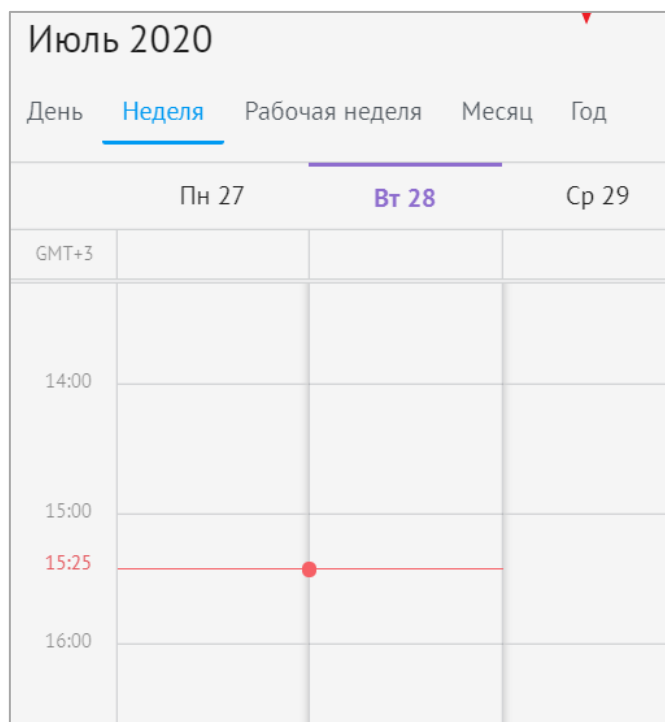 Июль 2020
День Неделя Рабочая неделя Месяц Год
Пн 27 Вт 28 Ср 29
GMT+3
14:00
15:00
15:25
16:00